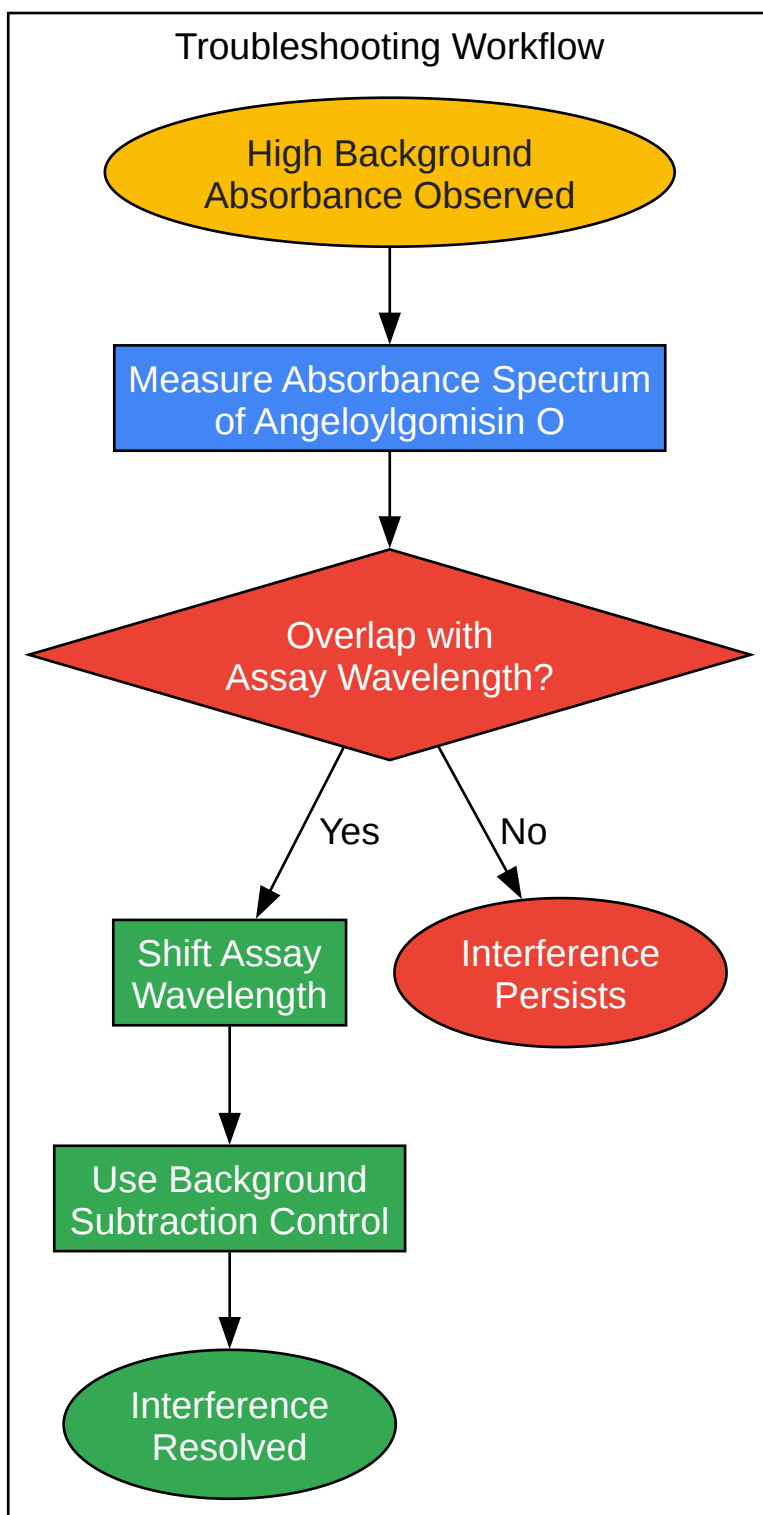 Troubleshooting Workflow
High Background
Absorbance Observed
Measure Absorbance Spectrum
of Angeloylgomisin O
Overlap with
Assay Wavelength?
Yes
No
Shift Assay
Wavelength
Interference
Persists
Use Background
Subtraction Control
Interference
Resolved